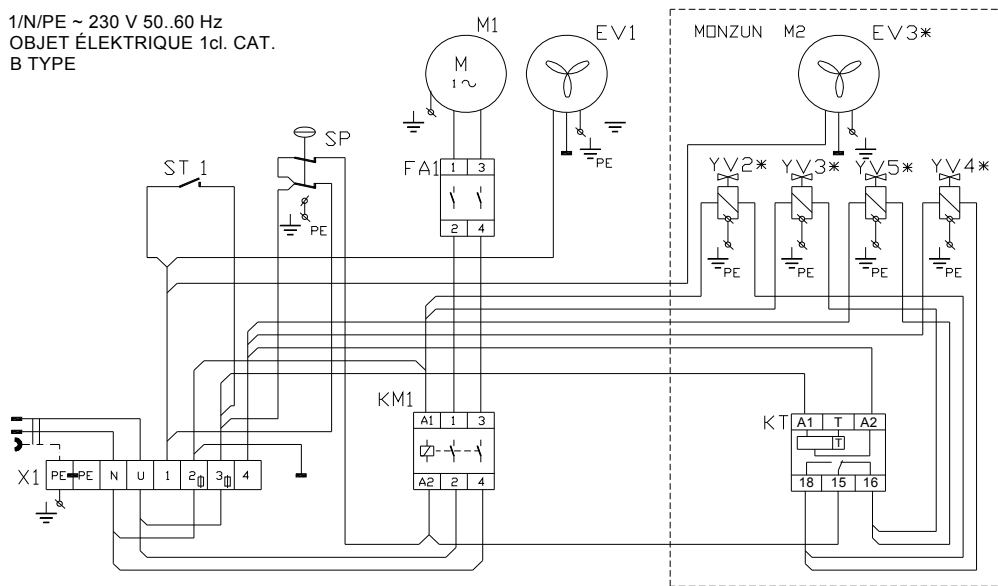 1/N/PE ~ 230 V 50..60 Hz
OBJET ÉLEKTRIQUE 1cl. CAT.
B TYPE
M1
M
1 ~
EV1
MONZUN M2
EV3*
PE
SP
ST 1
PE
FA1
1 3
2 4
YV2* YV3* YV5* YV4*
PE PE PE PE
KM1
A1 1 3
A2 2 4
KT
A1 T A2
T
18 15 16
X1
PE PE N U 1 2 3 4